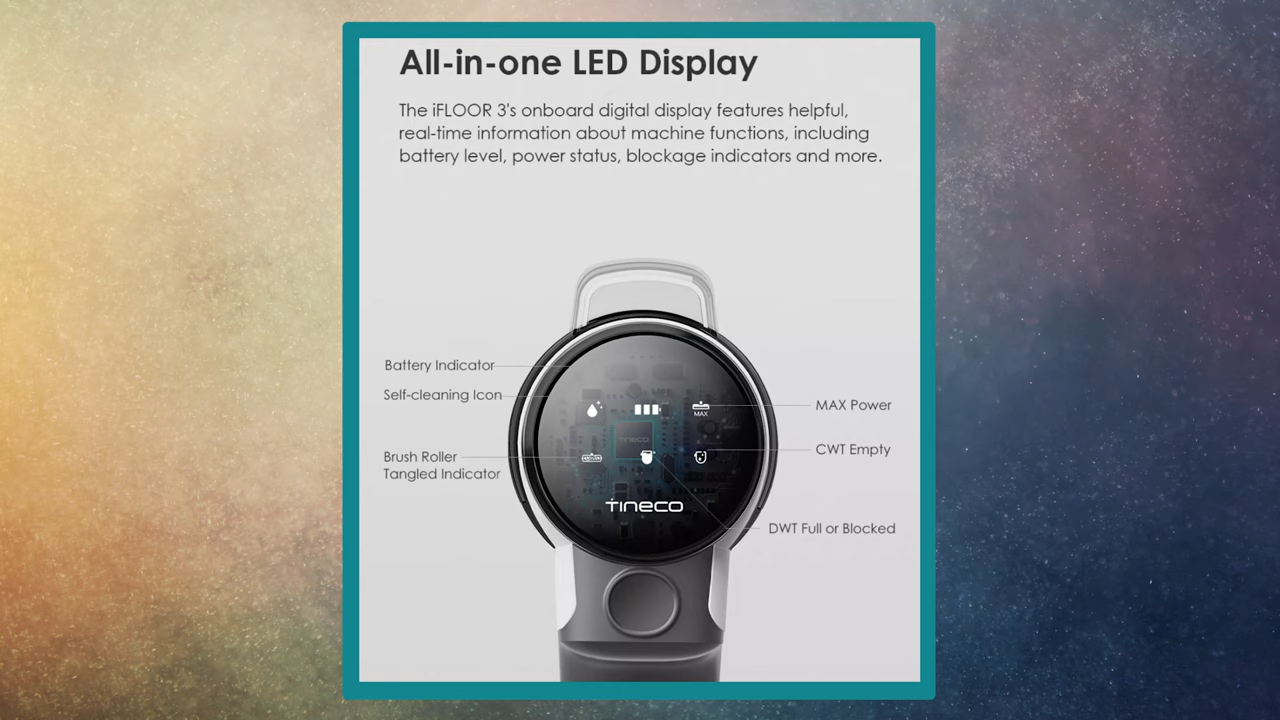 All-in-one LED Display
The iFLOOR 3's onboard digital display features helpful,
real-time information about machine functions, including
battery level, power status, blockage indicators and more.
Battery Indicator
Self-cleaning Icon
MAX Power
MAX
CWT Empty
TINECO
Brush Roller
Tangled Indicator
TINECO
DWT Full or Blocked